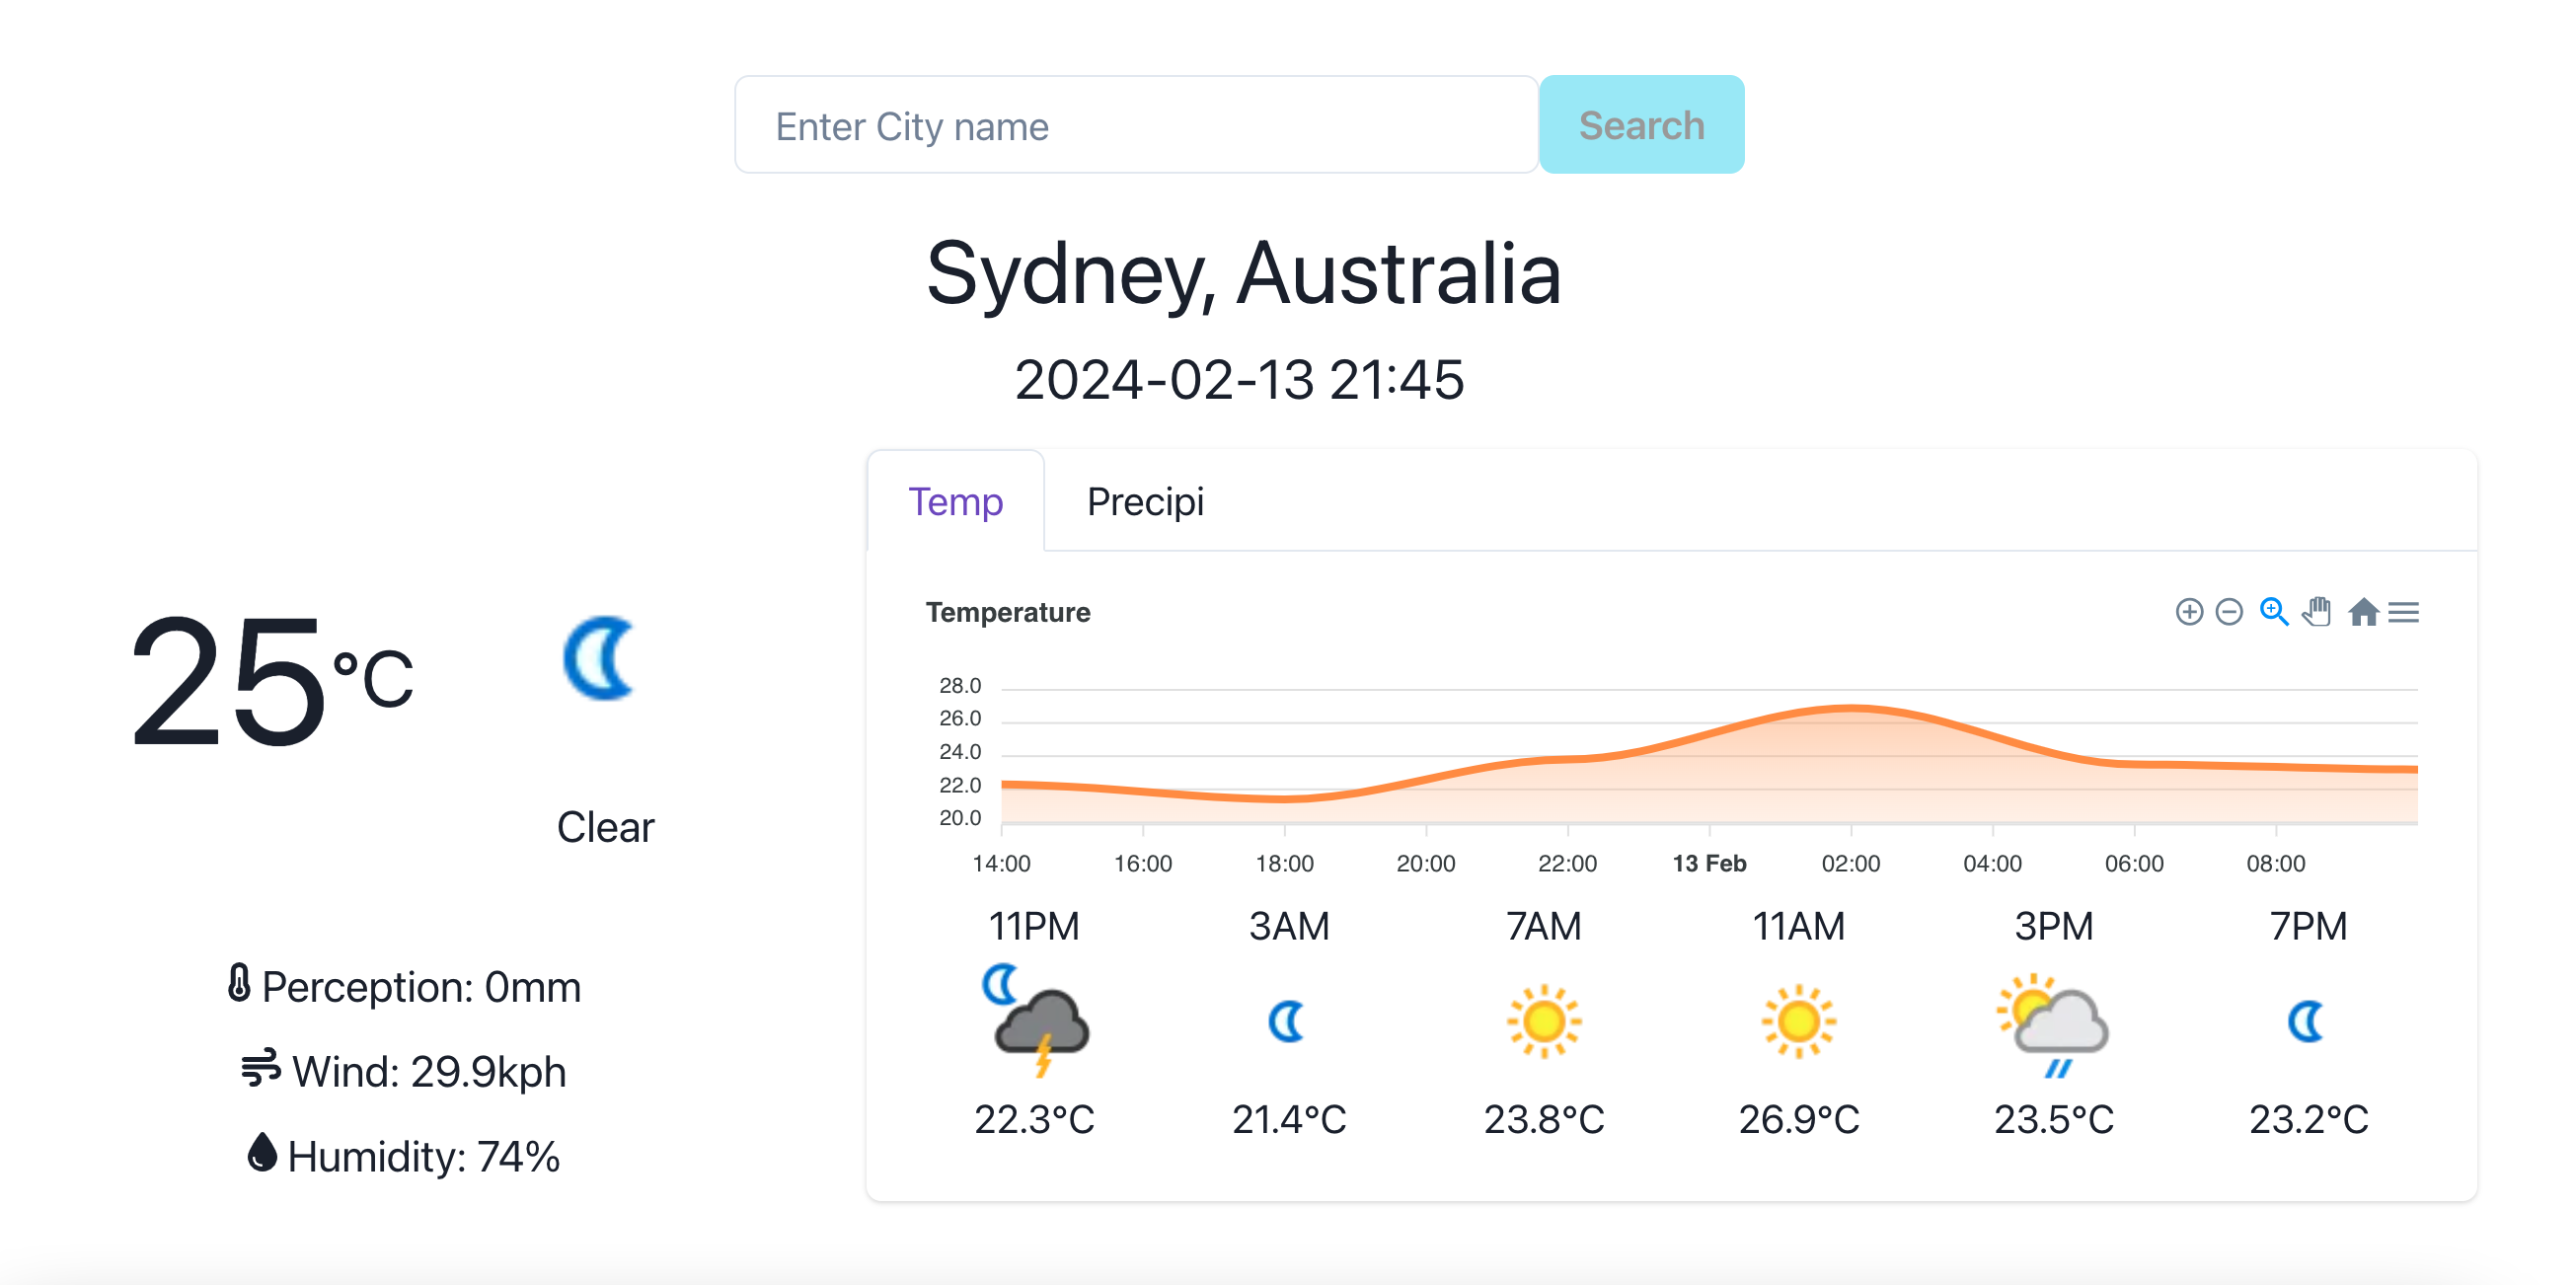 Enter City name Search
Sydney, Australia
2024-02-13 21:45
25°C
Clear
Perception: 0mm
Wind: 29.9kph
Humidity: 74%
Temp Precipi
Temperature
28.0
26.0
24.0
22.0
20.0
14:00 16:00 18:00 20:00 22:00 13 Feb 02:00 04:00 06:00 08:00
11PM 3AM 7AM 11AM 3PM 7PM
22.3°C 21.4°C 23.8°C 26.9°C 23.5°C 23.2°C